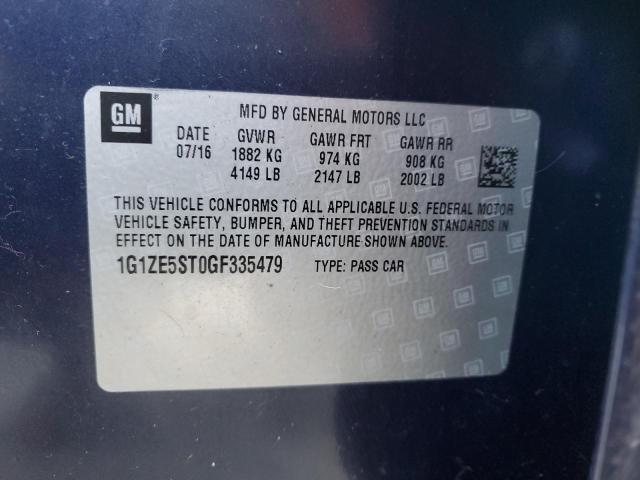 GM ® MFD BY GENERAL MOTORS LLC
DATE GVWR GAWR FRT GAWR RR
07/16 1882 KG 974 KG 908 KG
4149 LB 2147 LB 2002 LB
THIS VEHICLE CONFORMS TO ALL APPLICABLE U.S. FEDERAL MOTOR
VEHICLE SAFETY, BUMPER, AND THEFT PREVENTION STANDARDS IN
EFFECT ON THE DATE OF MANUFACTURE SHOWN ABOVE.
1G1ZE5ST0GF335479 TYPE: PASS CAR